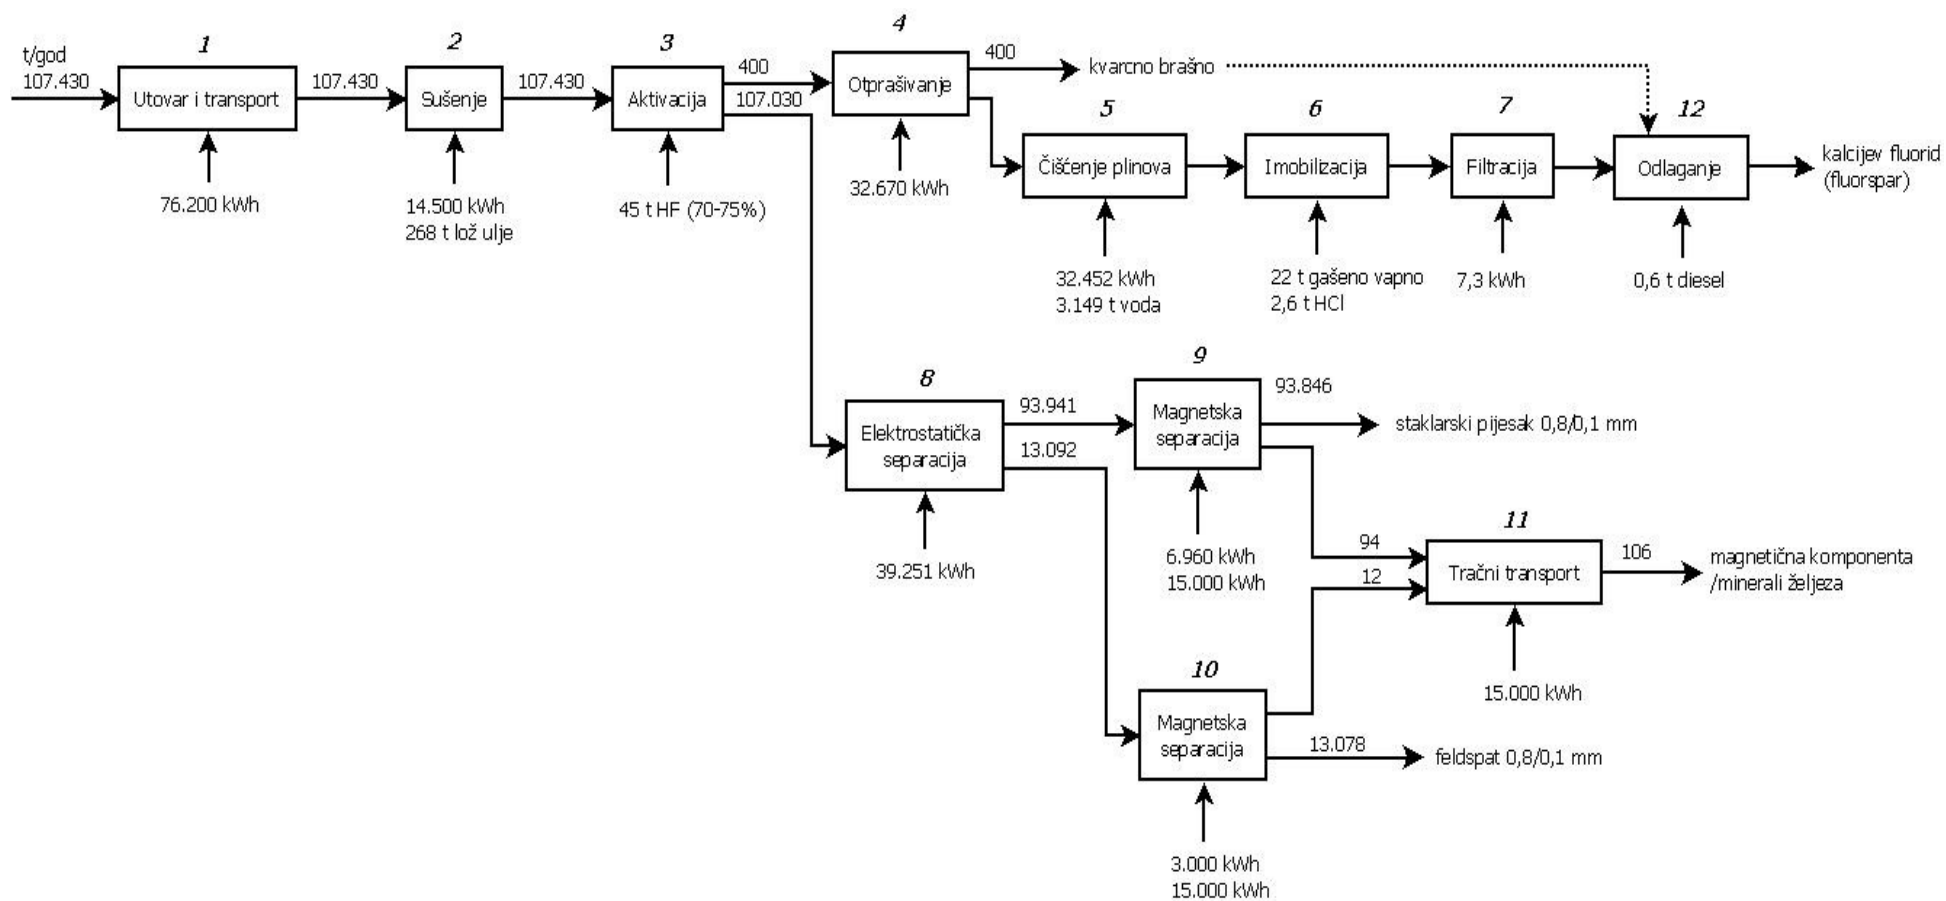 t/god
107.430
1
Utovar i transport
76.200 kWh
107.430
2
Sušenje
14.500 kWh
268 t lož ulje
107.430
3
Aktivacija
45 t HF (70-75%)
400
107.030
4
Otprašivanje
32.670 kWh
400
kvarcno brašno
5
Čišćenje plinova
32.452 kWh
3.149 t voda
6
Imobilizacija
22 t gašeno vapno
2,6 t HCl
7
Filtracija
7,3 kWh
12
Odlaganje
0,6 t diesel
kalcijev fluorid
(fluorspar)
8
Elektrostatička
separacija
39.251 kWh
93.941
13.092
9
Magnetska
separacija
6.960 kWh
15.000 kWh
93.846
staklarski pijesak 0,8/0,1 mm
94
12
11
Tračni transport
15.000 kWh
106
magnetična komponenta
/minerali željeza
10
Magnetska
separacija
3.000 kWh
15.000 kWh
13.078
feldspat 0,8/0,1 mm